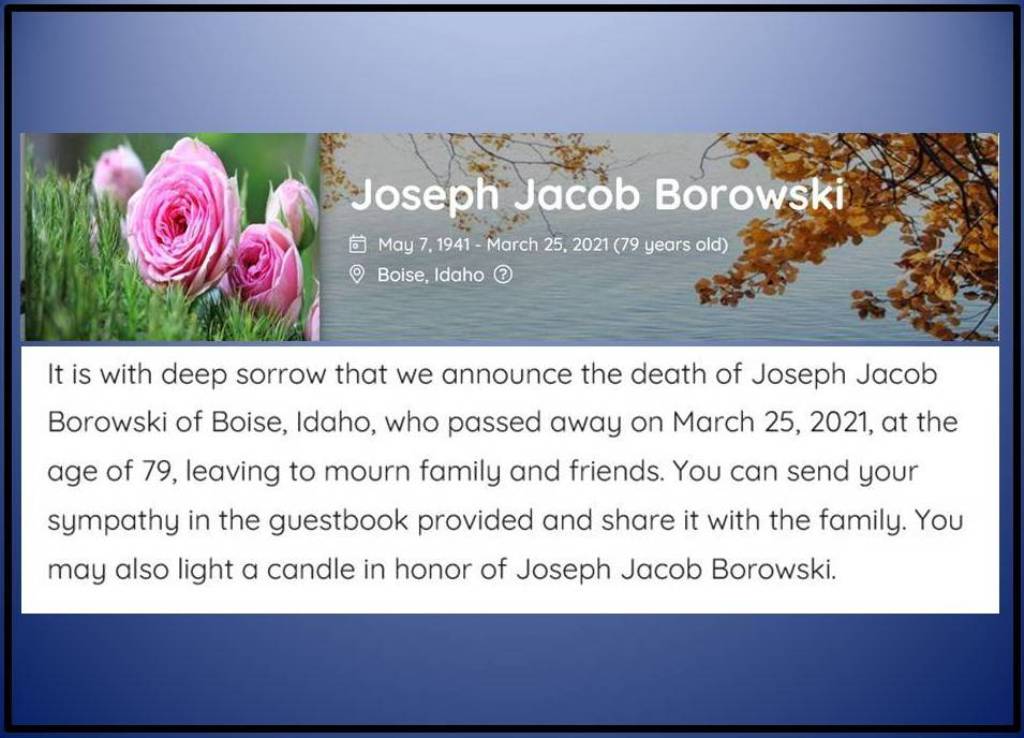 Joseph Jacob Borowski
May 7, 1941 - March 25, 2021 (79 years old)
Boise, Idaho ?
It is with deep sorrow that we announce the death of Joseph Jacob
Borowski of Boise, Idaho, who passed away on March 25, 2021, at the
age of 79, leaving to mourn family and friends. You can send your
sympathy in the guestbook provided and share it with the family. You
may also light a candle in honor of Joseph Jacob Borowski.